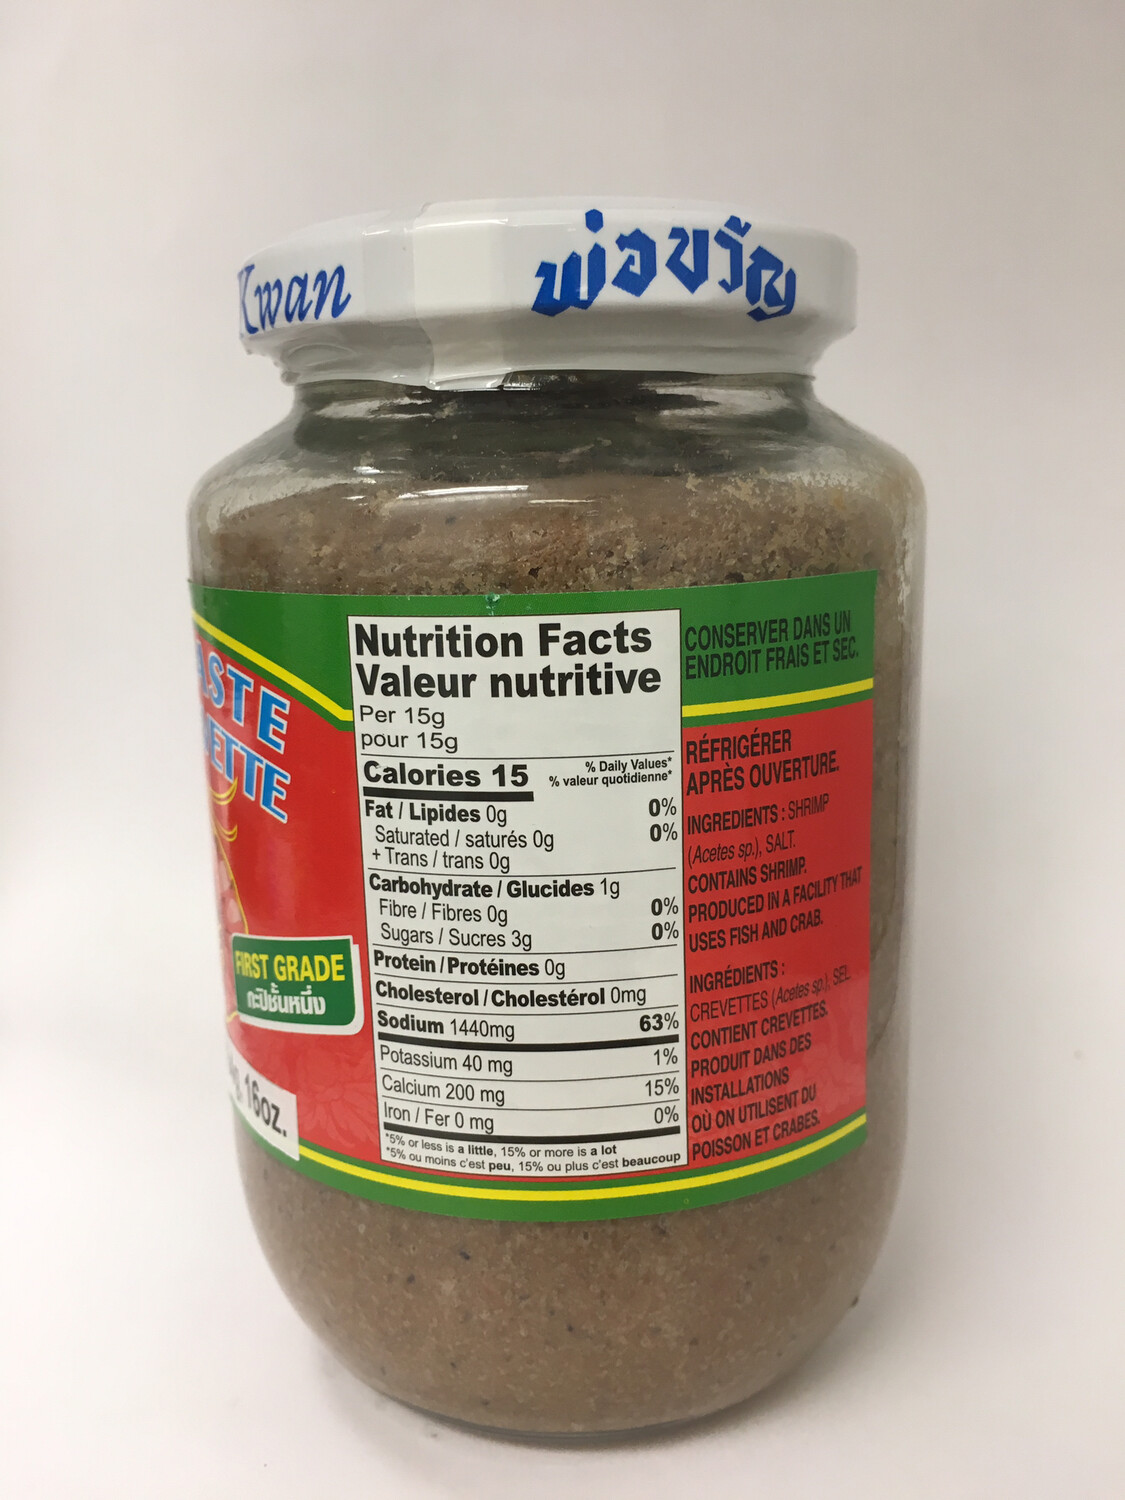 Kwan
พ่อขวัญ
Nutrition Facts
Valeur nutritive
Per 15g
pour 15g
Calories 15
% Daily Values*
% valeur quotidienne*
Fat / Lipides 0g 0%
Saturated / saturés 0g 0%
+ Trans / trans 0g
Carbohydrate / Glucides 1g
Fibre / Fibres 0g 0%
Sugars / Sucres 3g 0%
Protein / Protéines 0g
Cholesterol / Cholestérol 0mg
Sodium 1440mg 63%
Potassium 40 mg 1%
Calcium 200 mg 15%
Iron / Fer 0 mg 0%
*5% or less is a little, 15% or more is a lot
*5% ou moins c'est peu, 15% ou plus c'est beaucoup
CONSERVER DANS UN
ENDROIT FRAIS ET SEC.
RÉFRIGÉRER
APRÈS OUVERTURE.
INGREDIENTS : SHRIMP
(Acetes sp.), SALT.
CONTAINS SHRIMP.
PRODUCED IN A FACILITY THAT
USES FISH AND CRAB.
INGRÉDIENTS :
CREVETTES (Acetes sp.), SEL.
CONTIENT CREVETTES.
PRODUIT DANS DES
INSTALLATIONS
OÙ ON UTILISENT DU
POISSON ET CRABES.
ASTE
ETTE
FIRST GRADE
กะปิชั้นหนึ่ง
16oz.